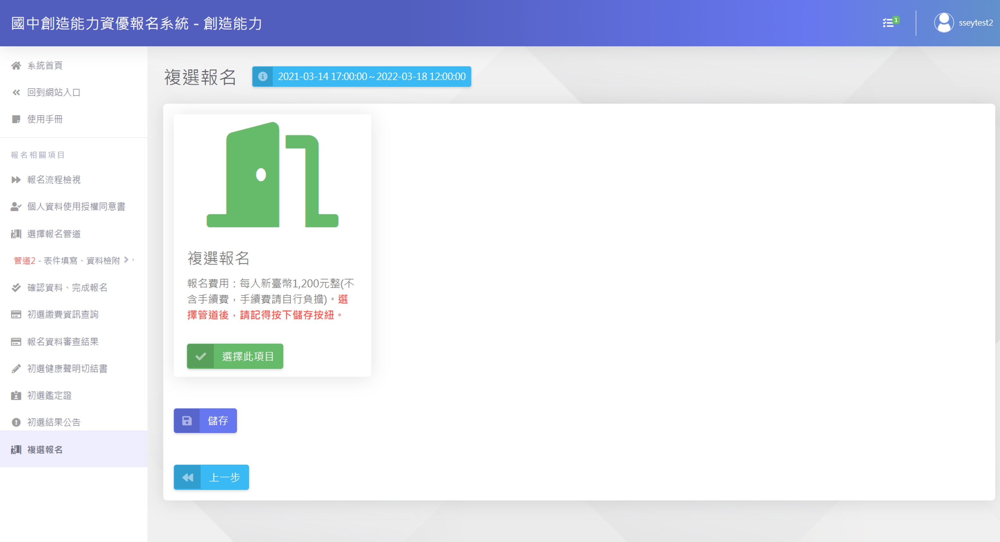 國中創造能力資優報名系統 - 創造能力
1
sseytest2
系統首頁
回到網站入口
使用手冊
報名相關項目
報名流程檢視
個人資料使用授權同意書
選擇報名管道
管道2 - 表件填寫、資料檢附
確認資料、完成報名
初選繳費資訊查詢
報名資料審查結果
初選健康聲明切結書
初選鑑定證
初選結果公告
複選報名
複選報名
2021-03-14 17:00:00 ~ 2022-03-18 12:00:00
複選報名
報名費用：每人新臺幣1,200元整(不
含手續費，手續費請自行負擔)。選
擇管道後，請記得按下儲存按紐。
選擇此項目
儲存
上一步